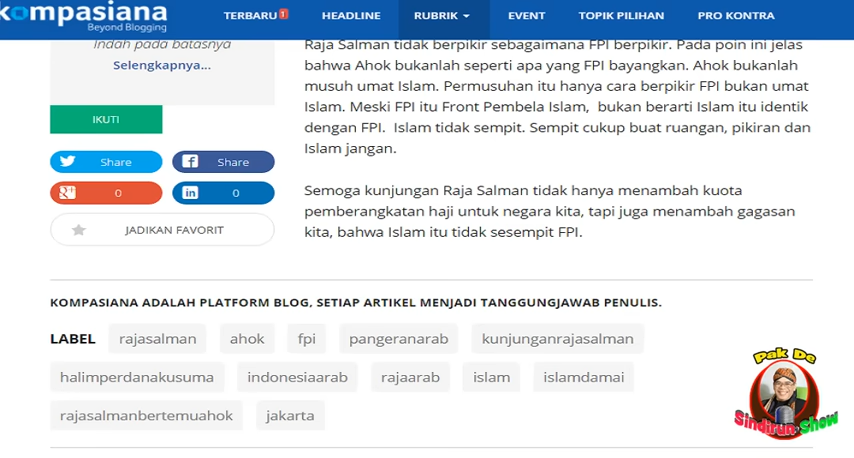 kompasiana
Beyond Blogging
TERBARU 1 HEADLINE RUBRIK EVENT TOPIK PILIHAN PRO KONTRA
Indah pada batasnya
Selengkapnya...
IKUTI
Share Share
0 0
JADIKAN FAVORIT
Raja Salman tidak berpikir sebagaimana FPI berpikir. Pada poin ini jelas
bahwa Ahok bukanlah seperti apa yang FPI bayangkan. Ahok bukanlah
musuh umat Islam. Permusuhan itu hanya cara berpikir FPI bukan umat
Islam. Meski FPI itu Front Pembela Islam, bukan berarti Islam itu identik
dengan FPI. Islam tidak sempit. Sempit cukup buat ruangan, pikiran dan
Islam jangan.
Semoga kunjungan Raja Salman tidak hanya menambah kuota
pemberangkatan haji untuk negara kita, tapi juga menambah gagasan
kita, bahwa Islam itu tidak sesempit FPI.
KOMPASIANA ADALAH PLATFORM BLOG, SETIAP ARTIKEL MENJADI TANGGUNGJAWAB PENULIS.
LABEL rajasalman ahok fpi pangeranarab kunjunganrajasalman
halimperdanakusuma indonesiaarab rajaarab islam islamdamai
rajasalmanbertemuahok jakarta
Pak De
Sindirun Show